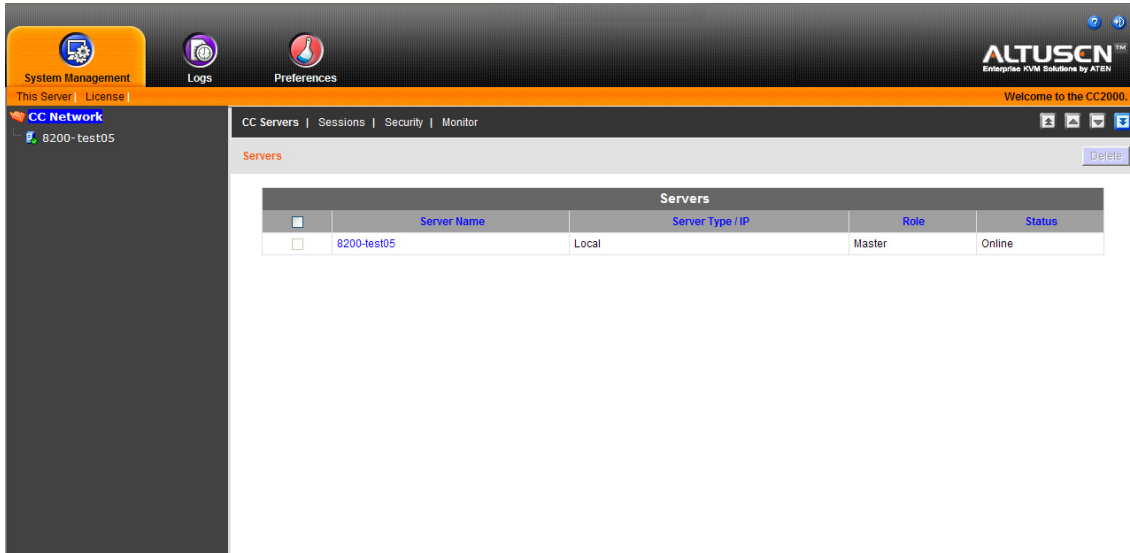 ALTUSEN™
Enterprise KVM Solutions by ATEN
System Management
Logs
Preferences
This Server | License |
Welcome to the CC2000.
CC Network
8200-test05
CC Servers | Sessions | Security | Monitor
Servers
Delete
Servers
Server Name Server Type / IP Role Status
8200-test05 Local Master Online